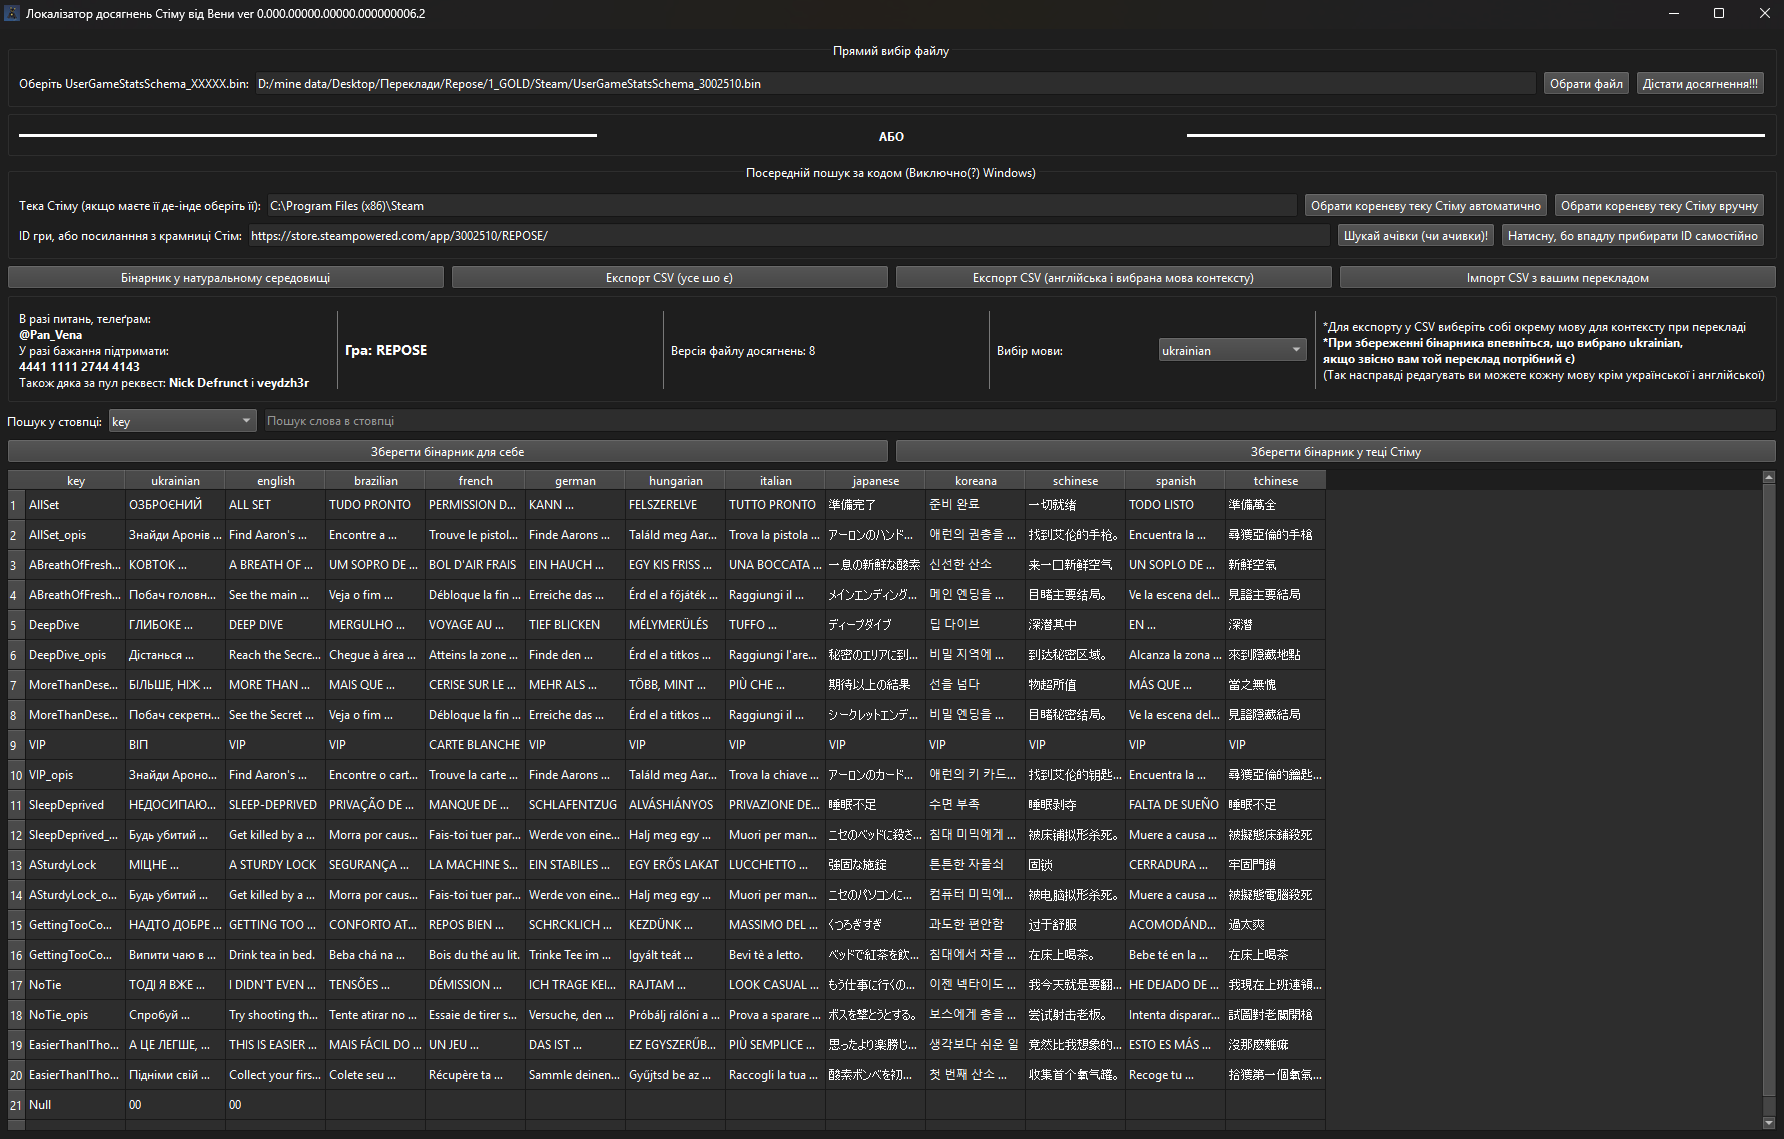 Локалізатор досягнень Стіму від Вени ver 0.000.00000.00000.000000006.2
Прямий вибір файлу
Оберіть UserGameStatsSchema_XXXXX.bin: D:/mine data/Desktop/Переклади/Repose/1_GOLD/Steam/UserGameStatsSchema_3002510.bin Обрати файл Дістати досягнення!!!
АБО
Посередній пошук за кодом (Виключно(?) Windows)
Тека Стіму (якщо маєте її де-інде оберіть її): C:\Program Files (x86)\Steam Обрати кореневу теку Стіму автоматично Обрати кореневу теку Стіму вручну
ID гри, або посиланння з крамниці Стім: https://store.steampowered.com/app/3002510/REPOSE/ Шукай ачівки (чи ачивки)! Натисну, бо впадлу прибирати ID самостійно
Бінарник у натуральному середовищі Експорт CSV (усе шо є) Експорт CSV (англійська і вибрана мова контексту) Імпорт CSV з вашим перекладом
В разі питань, телеґрам:
@Pan_Vena
У разі бажання підтримати:
4441 1111 2744 4143
Також дяка за пул реквест: Nick Defrunct і veydzh3r
Гра: REPOSE
Версія файлу досягнень: 8
Вибір мови: ukrainian
*Для експорту у CSV виберіть собі окрему мову для контексту при перекладі
*При збереженні бінарника впевніться, що вибрано ukrainian,
якщо звісно вам той переклад потрібний є)
(Так насправді редагувать ви можете кожну мову крім української і англійської)
Пошук у стовпці: key Пошук слова в стовпці
Зберегти бінарник для себе Зберегти бінарник у теці Стіму
key ukrainian english brazilian french german hungarian italian japanese koreana schinese spanish tchinese
1 AllSet ОЗБРОЄНИЙ ALL SET TUDO PRONTO PERMISSION D... KANN ... FELSZERELVE TUTTO PRONTO 準備完了 준비 완료 一切就绪 TODO LISTO 準備萬全
2 AllSet_opis Знайди Аронів ... Find Aaron's ... Encontre a ... Trouve le pistol... Finde Aarons ... Találd meg Aar... Trova la pistola ... アーロンのハンド... 애런의 권총을 ... 找到艾伦的手枪。 Encuentra la ... 尋獲亞倫的手槍
3 ABreathOfFresh... КОВТОК ... A BREATH OF ... UM SOPRO DE ... BOL D'AIR FRAIS EIN HAUCH ... EGY KIS FRISS ... UNA BOCCATA ... 一息の新鮮な酸素 신선한 산소 来一口新鲜空气 UN SOPLO DE ... 新鮮空氣
4 ABreathOfFresh... Побач головн... See the main ... Veja o fim ... Débloque la fin ... Erreiche das ... Érd el a főjáték ... Raggiungi il ... メインエンディング... 메인 엔딩을 ... 目睹主要结局。 Ve la escena del... 見證主要結局
5 DeepDive ГЛИБОКЕ ... DEEP DIVE MERGULHO ... VOYAGE AU ... TIEF BLICKEN MÉLYMERÜLÉS TUFFO ... ディープダイブ 딥 다이브 深潜其中 EN ... 深潛
6 DeepDive_opis Дістанься ... Reach the Secre... Chegue à área ... Atteins la zone ... Finde den ... Érd el a titkos ... Raggiungi l'are... 秘密のエリアに到... 비밀 지역에 ... 到达秘密区域。 Alcanza la zona ... 來到隱藏地點
7 MoreThanDese... БІЛЬШЕ, НІЖ ... MORE THAN ... MAIS QUE ... CERISE SUR LE ... MEHR ALS ... TÖBB, MINT ... PIÙ CHE ... 期待以上の結果 선을 넘다 物超所值 MÁS QUE ... 當之無愧
8 MoreThanDese... Побач секретн... See the Secret ... Veja o fim ... Débloque la fin ... Erreiche das ... Érd el a titkos ... Raggiungi il ... シークレットエンデ... 비밀 엔딩을 ... 目睹秘密结局。 Ve la escena del... 見證隱藏結局
9 VIP ВІП VIP VIP CARTE BLANCHE VIP VIP VIP VIP VIP VIP VIP VIP
10 VIP_opis Знайди Ароно... Find Aaron's ... Encontre o cart... Trouve la carte ... Finde Aarons ... Találd meg Aar... Trova la chiave ... アーロンのカード... 애런의 키 카드... 找到艾伦的钥匙... Encuentra la ... 尋獲亞倫的鑰匙...
11 SleepDeprived НЕДОСИПАЮ... SLEEP-DEPRIVED PRIVAÇÃO DE ... MANQUE DE ... SCHLAFENTZUG ALVÁSHIÁNYOS PRIVAZIONE DE... 睡眠不足 수면 부족 睡眠剥夺 FALTA DE SUEÑO 睡眠不足
12 SleepDeprived_... Будь убитий ... Get killed by a ... Morra por caus... Fais-toi tuer par... Werde von eine... Halj meg egy ... Muori per man... ニセのベッドに殺さ... 침대 미믹에게 ... 被床铺拟形杀死。 Muere a causa ... 被擬態床鋪殺死
13 ASturdyLock МІЦНЕ ... A STURDY LOCK SEGURANÇA ... LA MACHINE S... EIN STABILES ... EGY ERŐS LAKAT LUCCHETTO ... 強固な施錠 튼튼한 자물쇠 固锁 CERRADURA ... 牢固門鎖
14 ASturdyLock_o... Будь убитий ... Get killed by a ... Morra por caus... Fais-toi tuer par... Werde von eine... Halj meg egy ... Muori per man... ニセのパソコンに... 컴퓨터 미믹에... 被电脑拟形杀死。 Muere a causa ... 被擬態電腦殺死
15 GettingTooCo... НАДТО ДОБРЕ ... GETTING TOO ... CONFORTO AT... REPOS BIEN ... SCHRCKLICH ... KEZDÜNK ... MASSIMO DEL ... くつろぎすぎ 과도한 편안함 过于舒服 ACOMODÁND... 過太爽
16 GettingTooCo... Випити чаю в ... Drink tea in bed. Beba chá na ... Bois du thé au lit. Trinke Tee im ... Igyált teát ... Bevi tè a letto. ベッドで紅茶を飲... 침대에서 차를 ... 在床上喝茶。 Bebe té en la ... 在床上喝茶
17 NoTie ТОДІ Я ВЖЕ ... I DIDN'T EVEN ... TENSÕES ... DÉMISSION ... ICH TRAGE KEI... RAJTAM ... LOOK CASUAL ... もう仕事に行くの... 이젠 넥타이도 ... 我今天就是要翻... HE DEJADO DE ... 我現在上班連領...
18 NoTie_opis Спробуй ... Try shooting th... Tente atirar no ... Essaie de tirer s... Versuche, den ... Próbálj rálőni a ... Prova a sparare ... ボスを撃とうとする。 보스에게 총을 ... 尝试射击老板。 Intenta disparar... 試圖對老闆開槍
19 EasierThanITho... А ЦЕ ЛЕГШЕ, ... THIS IS EASIER ... MAIS FÁCIL DO ... UN JEU ... DAS IST ... EZ EGYSZERŰB... PIÙ SEMPLICE ... 思ったより楽勝じ... 생각보다 쉬운 일 竟然比我想象的... ESTO ES MÁS ... 沒那麼難嘛
20 EasierThanITho... Підніми свій ... Collect your firs... Colete seu ... Récupère ta ... Sammle deinen... Gyűjtsd be az ... Raccogli la tua ... 酸素ボンベを初... 첫 번째 산소 ... 收集首个氧气罐。 Recoge tu ... 拾獲第一個氧氣...
21 Null 00 00